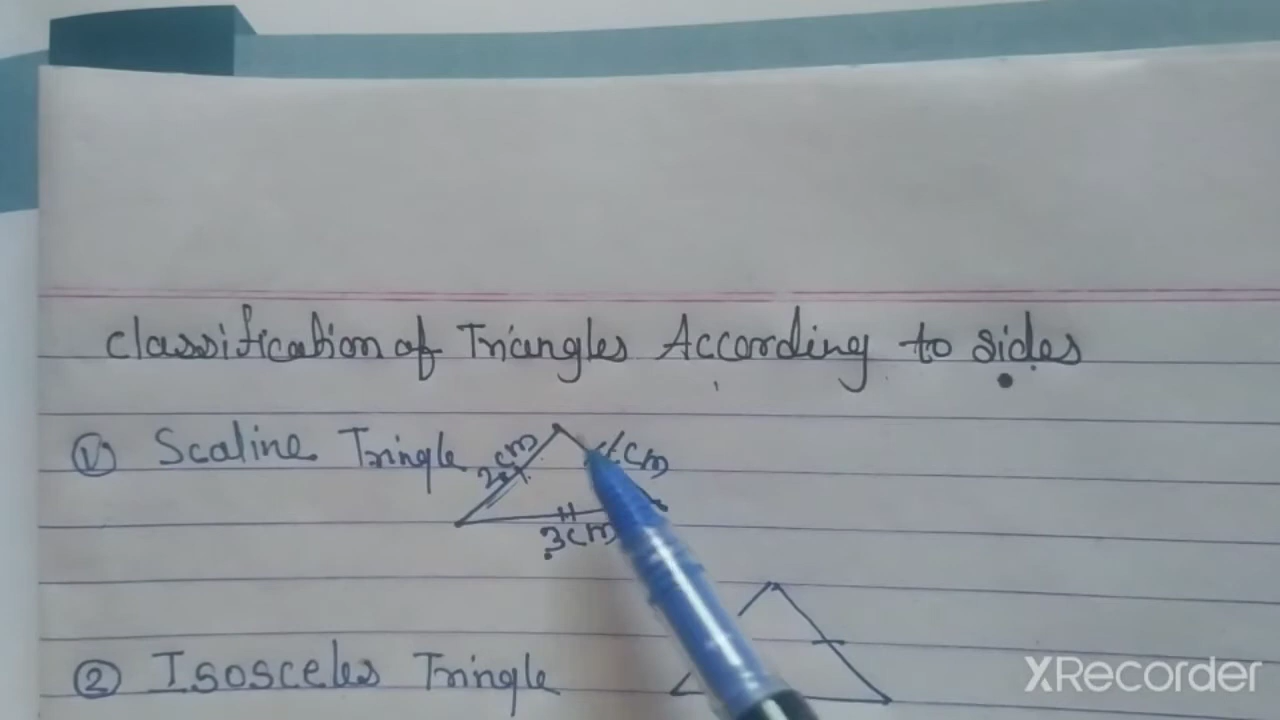 Classification of Triangles According to sides
① Scaline Tringle 2cm 4cm
3cm
② Isosceles Tringle
XRecorder